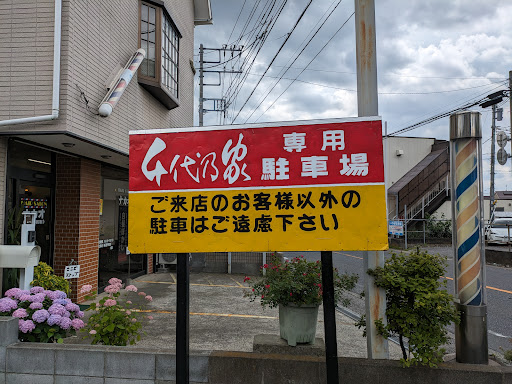 千代乃家
専用
駐車場
ご来店のお客様以外の
駐車はご遠慮下さい